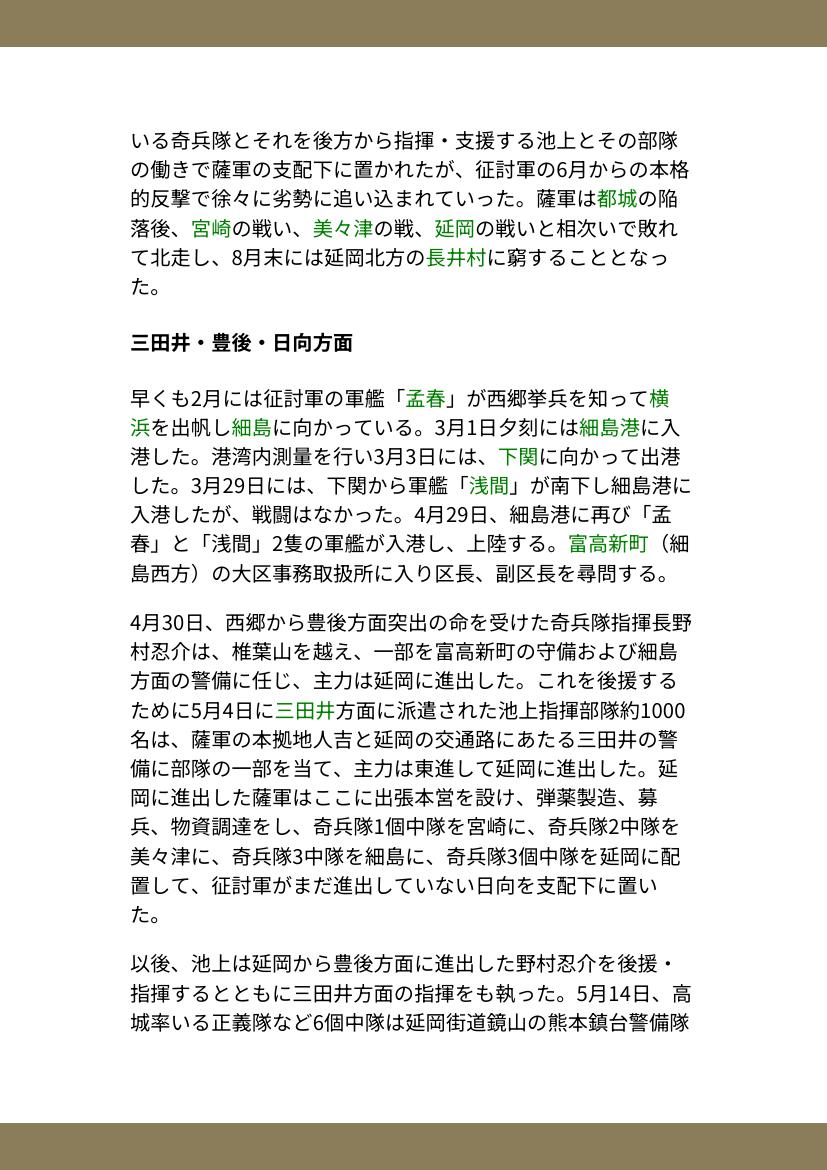 いる奇兵隊とそれを後方から指揮・支援する池上とその部隊
の働きで薩軍の支配下に置かれたが、征討軍の6月からの本格
的反撃で徐々に劣勢に追い込まれていった。薩軍は都城の陥
落後、宮崎の戦い、美々津の戦、延岡の戦いと相次いで敗れ
て北走し、8月末には延岡北方の長井村に窮することとなっ
た。
三田井・豊後・日向方面
早くも2月には征討軍の軍艦「孟春」が西郷挙兵を知って横
浜を出帆し細島に向かっている。3月1日夕刻には細島港に入
港した。港湾内測量を行い3月3日には、下関に向かって出港
した。3月29日には、下関から軍艦「浅間」が南下し細島港に
入港したが、戦闘はなかった。4月29日、細島港に再び「孟
春」と「浅間」2隻の軍艦が入港し、上陸する。富高新町（細
島西方）の大区事務取扱所に入り区長、副区長を尋問する。
4月30日、西郷から豊後方面突出の命を受けた奇兵隊指揮長野
村忍介は、椎葉山を越え、一部を富高新町の守備および細島
方面の警備に任じ、主力は延岡に進出した。これを後援する
ために5月4日に三田井方面に派遣された池上指揮部隊約1000
名は、薩軍の本拠地人吉と延岡の交通路にあたる三田井の警
備に部隊の一部を当て、主力は東進して延岡に進出した。延
岡に進出した薩軍はここに出張本営を設け、弾薬製造、募
兵、物資調達をし、奇兵隊1個中隊を宮崎に、奇兵隊2中隊を
美々津に、奇兵隊3中隊を細島に、奇兵隊3個中隊を延岡に配
置して、征討軍がまだ進出していない日向を支配下に置い
た。
以後、池上は延岡から豊後方面に進出した野村忍介を後援・
指揮するとともに三田井方面の指揮をも執った。5月14日、高
城率いる正義隊など6個中隊は延岡街道鏡山の熊本鎮台警備隊